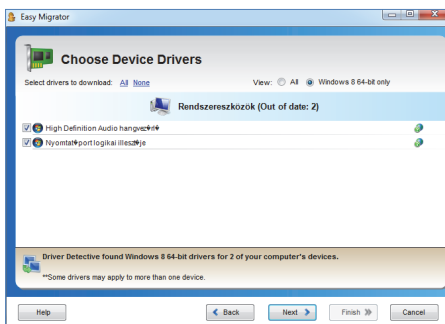 Easy Migrator
Choose Device Drivers
Select drivers to download: All None View: All Windows 8 64-bit only
Rendszereszközök (Out of date: 2)
High Definition Audio hangvez�rl�
Nyomtat�port logikai illeszt�je
Driver Detective found Windows 8 64-bit drivers for 2 of your computer's devices.
**Some drivers may apply to more than one device.
Help Back Next Finish Cancel